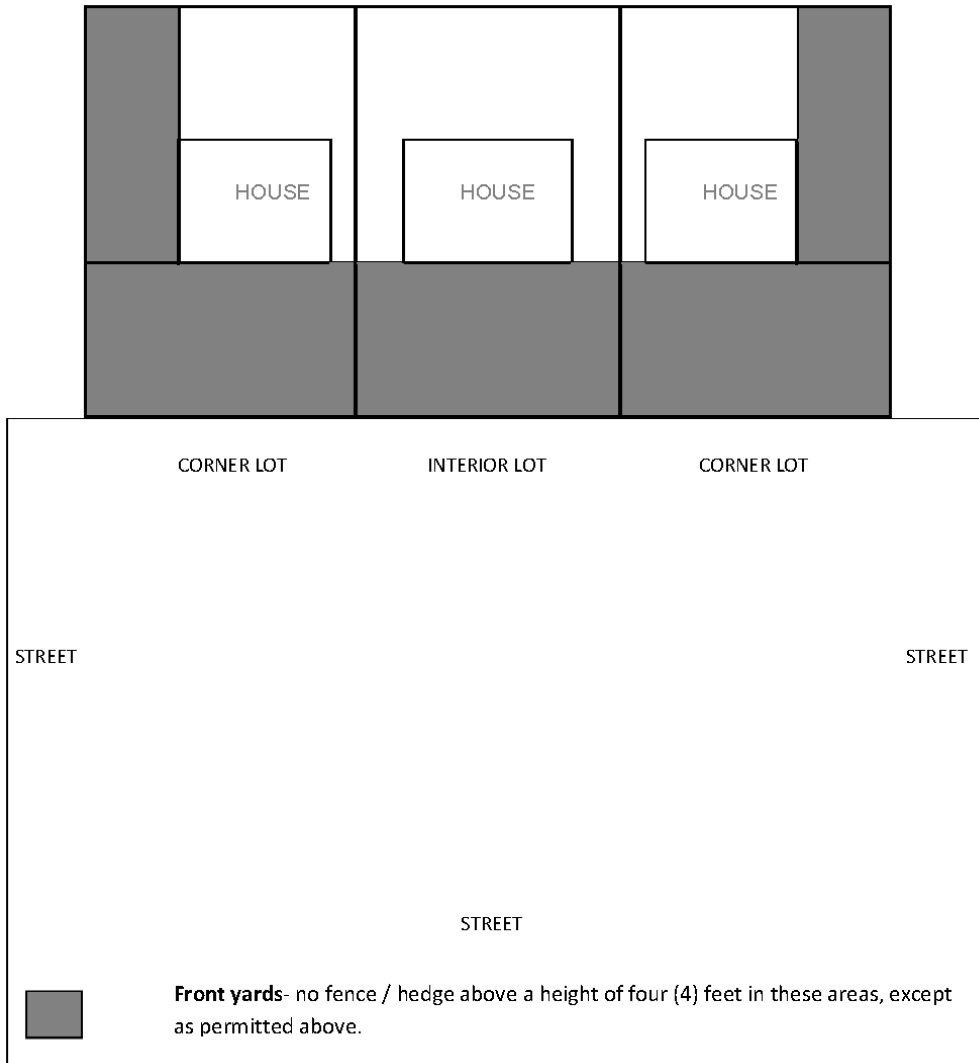 HOUSE HOUSE HOUSE
CORNER LOT INTERIOR LOT CORNER LOT
STREET STREET
STREET
Front yards- no fence / hedge above a height of four (4) feet in these areas, except
as permitted above.